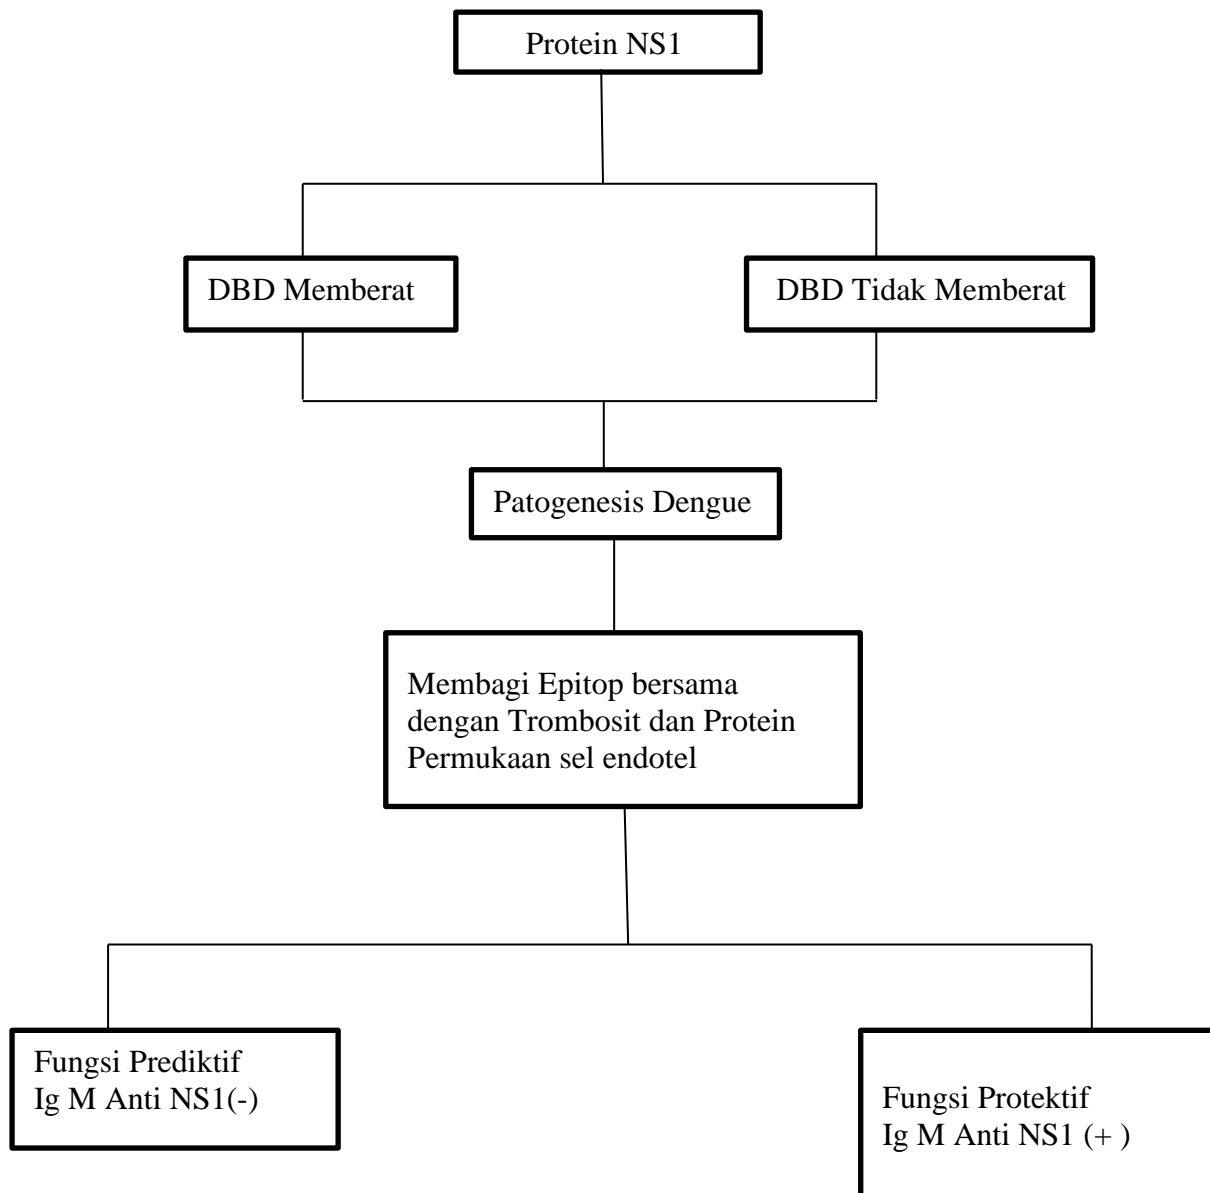 Protein NS1
DBD Memberat
DBD Tidak Memberat
Patogenesis Dengue
Membagi Epitop bersama
dengan Trombosit dan Protein
Permukaan sel endotel
Fungsi Prediktif
Ig M Anti NS1(-)
Fungsi Protektif
Ig M Anti NS1 (+ )